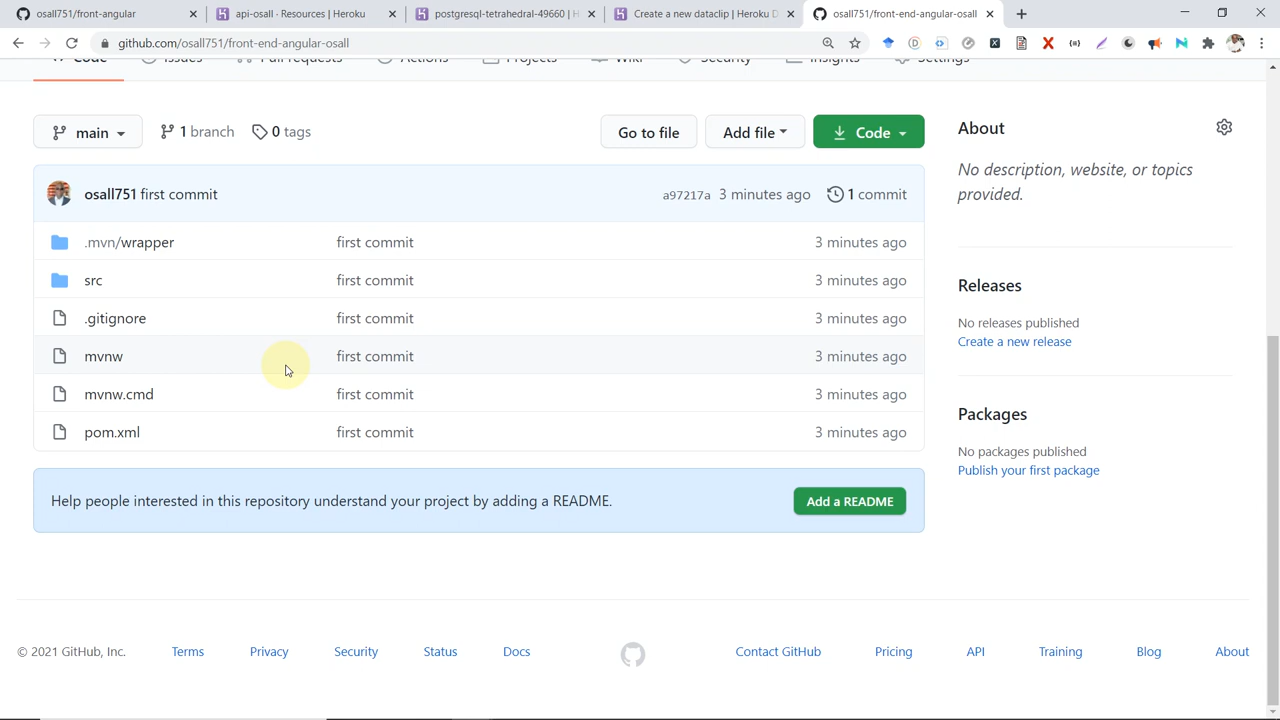 osall751/front-angular
api-osall · Resources | Heroku
postgresql-tetrahedral-49660 | H
Create a new dataclip | Heroku D
osall751/front-end-angular-osall
github.com/osall751/front-end-angular-osall
Code
Issues
Pull requests
Actions
Projects
Wiki
Security
Insights
Settings
main
1 branch
0 tags
Go to file
Add file
Code
osall751 first commit
a97217a 3 minutes ago
1 commit
.mvn/wrapper
first commit
3 minutes ago
src
first commit
3 minutes ago
.gitignore
first commit
3 minutes ago
mvnw
first commit
3 minutes ago
mvnw.cmd
first commit
3 minutes ago
pom.xml
first commit
3 minutes ago
Help people interested in this repository understand your project by adding a README.
Add a README
About
No description, website, or topics
provided.
Releases
No releases published
Create a new release
Packages
No packages published
Publish your first package
© 2021 GitHub, Inc.
Terms
Privacy
Security
Status
Docs
Contact GitHub
Pricing
API
Training
Blog
About